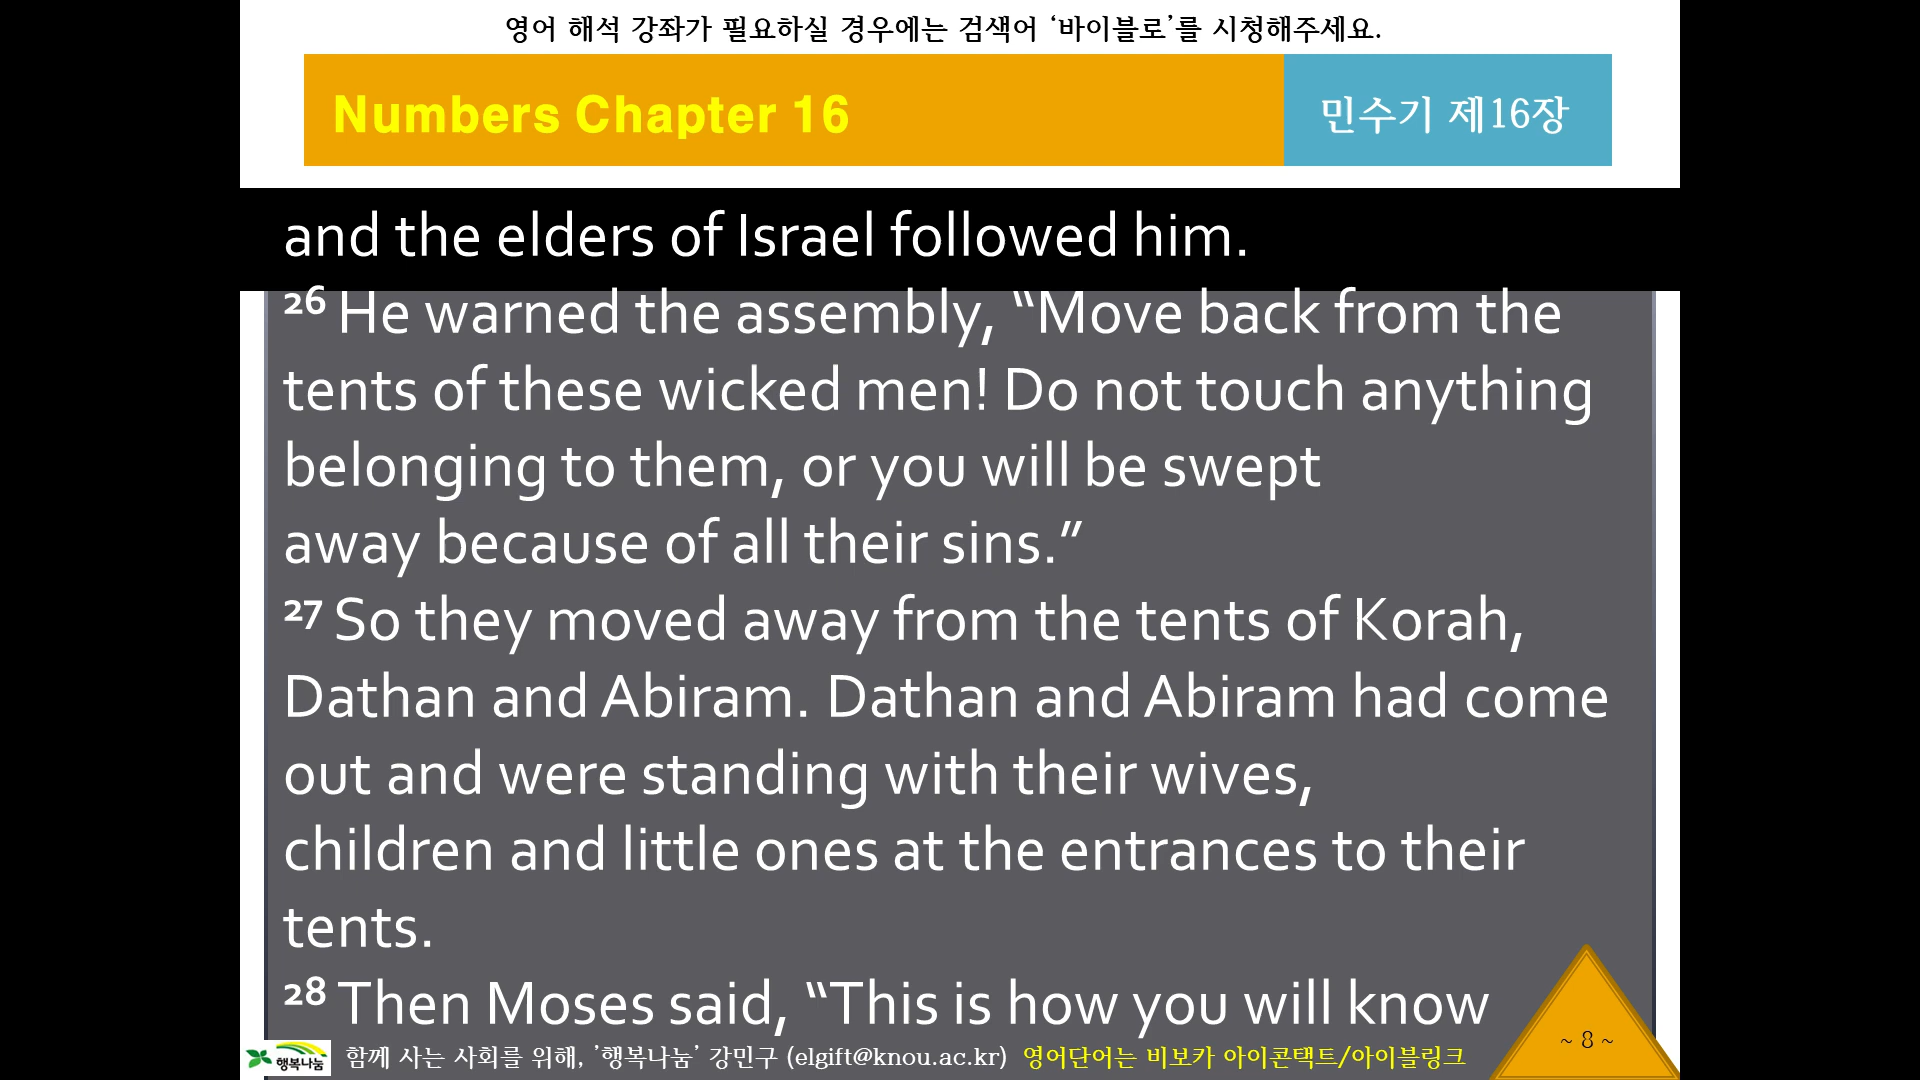 영어 해석 강좌가 필요하실 경우에는 검색어 ‘바이블로’를 시청해주세요.
Numbers Chapter 16
민수기 제16장
and the elders of Israel followed him.
26 He warned the assembly, “Move back from the
tents of these wicked men! Do not touch anything
belonging to them, or you will be swept
away because of all their sins.”
27 So they moved away from the tents of Korah,
Dathan and Abiram. Dathan and Abiram had come
out and were standing with their wives,
children and little ones at the entrances to their
tents.
28 Then Moses said, “This is how you will know
~ 8 ~
행복나눔
함께 사는 사회를 위해, ’행복나눔’ 강민구 (elgift@knou.ac.kr) 영어단어는 비보카 아이콘택트/아이블링크